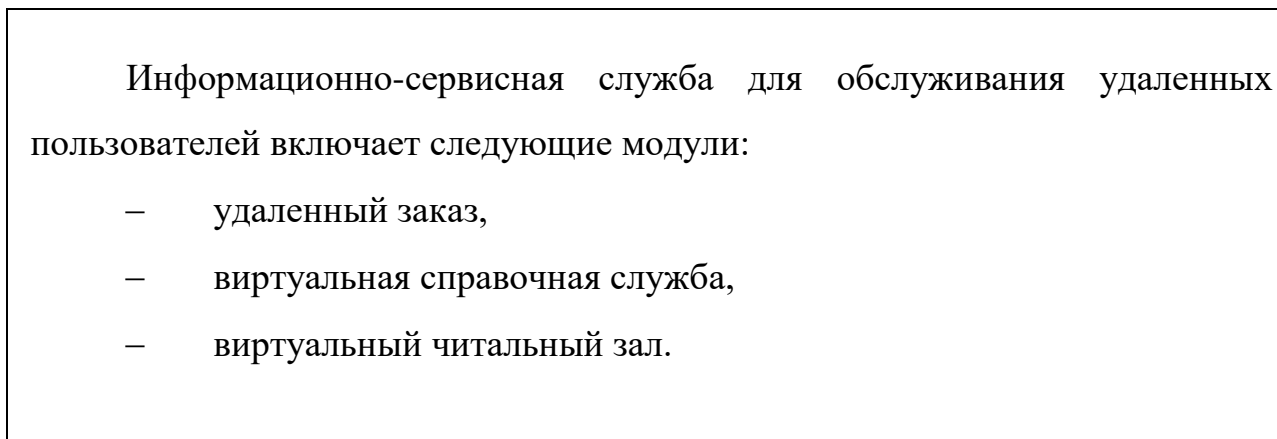 Информационно-сервисная служба для обслуживания удаленных
пользователей включает следующие модули:
– удаленный заказ,
– виртуальная справочная служба,
– виртуальный читальный зал.